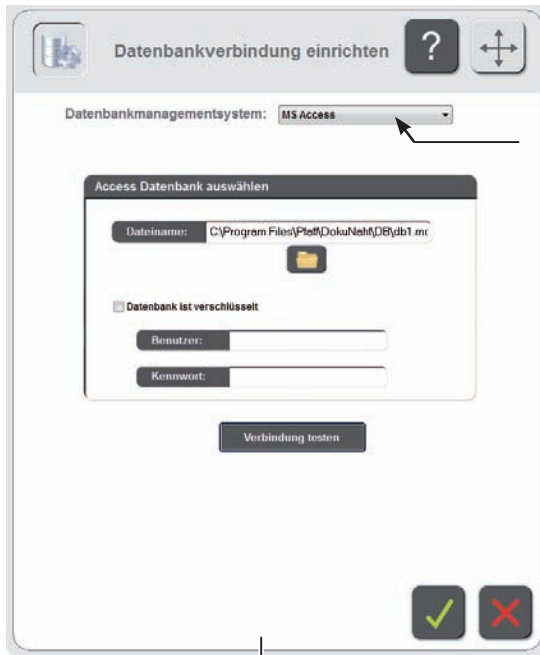 Datenbankverbindung einrichten ?
Datenbankmanagementsystem: MS Access
Access Datenbank auswählen
Dateiname: C:\Program Files\Pfaff\DokuNaht\DB\db1.mc
Datenbank ist verschlüsselt
Benutzer:
Kennwort:
Verbindung testen